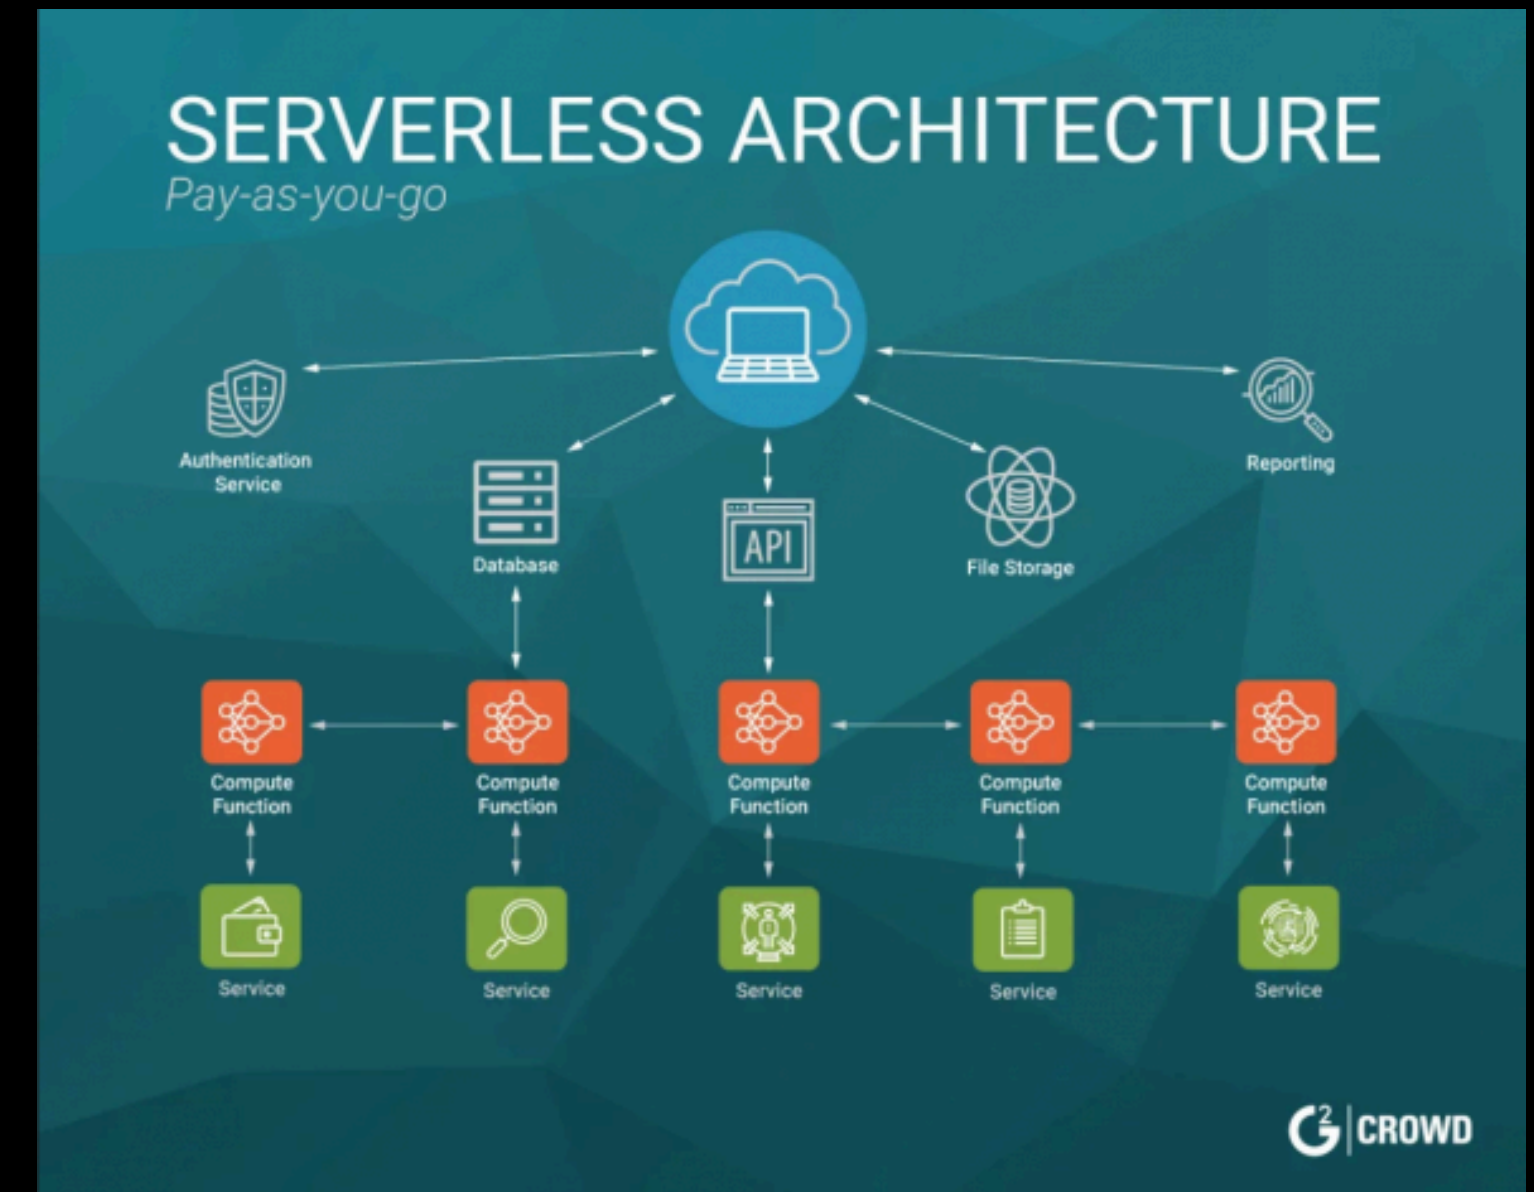 SERVERLESS ARCHITECTURE
Pay-as-you-go
Authentication
Service
Database
API
File Storage
Reporting
Compute
Function
Compute
Function
Compute
Function
Compute
Function
Compute
Function
Service
Service
Service
Service
Service
G2 | CROWD